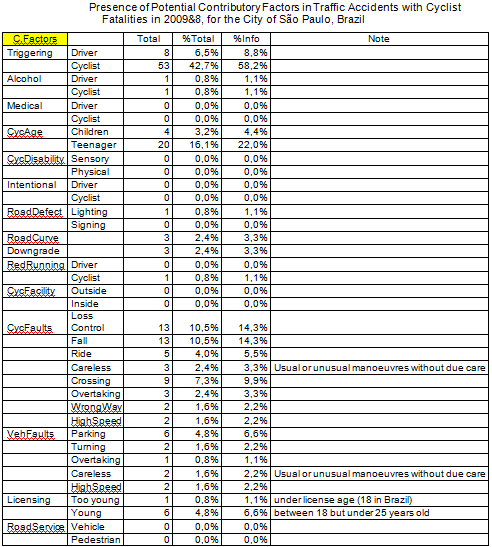 Presence of Potential Contributory Factors in Traffic Accidents with Cyclist
Fatalities in 2009&8, for the City of São Paulo, Brazil
C.Factors Total %Total %Info Note
Triggering Driver 8 6,5% 8,8%
Cyclist 53 42,7% 58,2%
Alcohol Driver 1 0,8% 1,1%
Cyclist 1 0,8% 1,1%
Medical Driver 0 0,0% 0,0%
Cyclist 0 0,0% 0,0%
CycAge Children 4 3,2% 4,4%
Teenager 20 16,1% 22,0%
CycDisability Sensory 0 0,0% 0,0%
Physical 0 0,0% 0,0%
Intentional Driver 0 0,0% 0,0%
Cyclist 0 0,0% 0,0%
RoadDefect Lighting 1 0,8% 1,1%
Signing 0 0,0% 0,0%
RoadCurve 3 2,4% 3,3%
Downgrade 3 2,4% 3,3%
RedRunning Driver 0 0,0% 0,0%
Cyclist 1 0,8% 1,1%
CycFacility Outside 0 0,0% 0,0%
Inside 0 0,0% 0,0%
Loss
CycFaults Control 13 10,5% 14,3%
Fall 13 10,5% 14,3%
Ride 5 4,0% 5,5%
Careless 3 2,4% 3,3% Usual or unusual manoeuvres without due care
Crossing 9 7,3% 9,9%
Overtaking 3 2,4% 3,3%
WrongWay 2 1,6% 2,2%
HighSpeed 2 1,6% 2,2%
VehFaults Parking 6 4,8% 6,6%
Turning 2 1,6% 2,2%
Overtaking 1 0,8% 1,1%
Careless 2 1,6% 2,2% Usual or unusual manoeuvres without due care
HighSpeed 2 1,6% 2,2%
Licensing Too young 1 0,8% 1,1% under license age (18 in Brazil)
Young 6 4,8% 6,6% between 18 but under 25 years old
RoadService Vehicle 0 0,0% 0,0%
Pedestrian 0 0,0% 0,0%